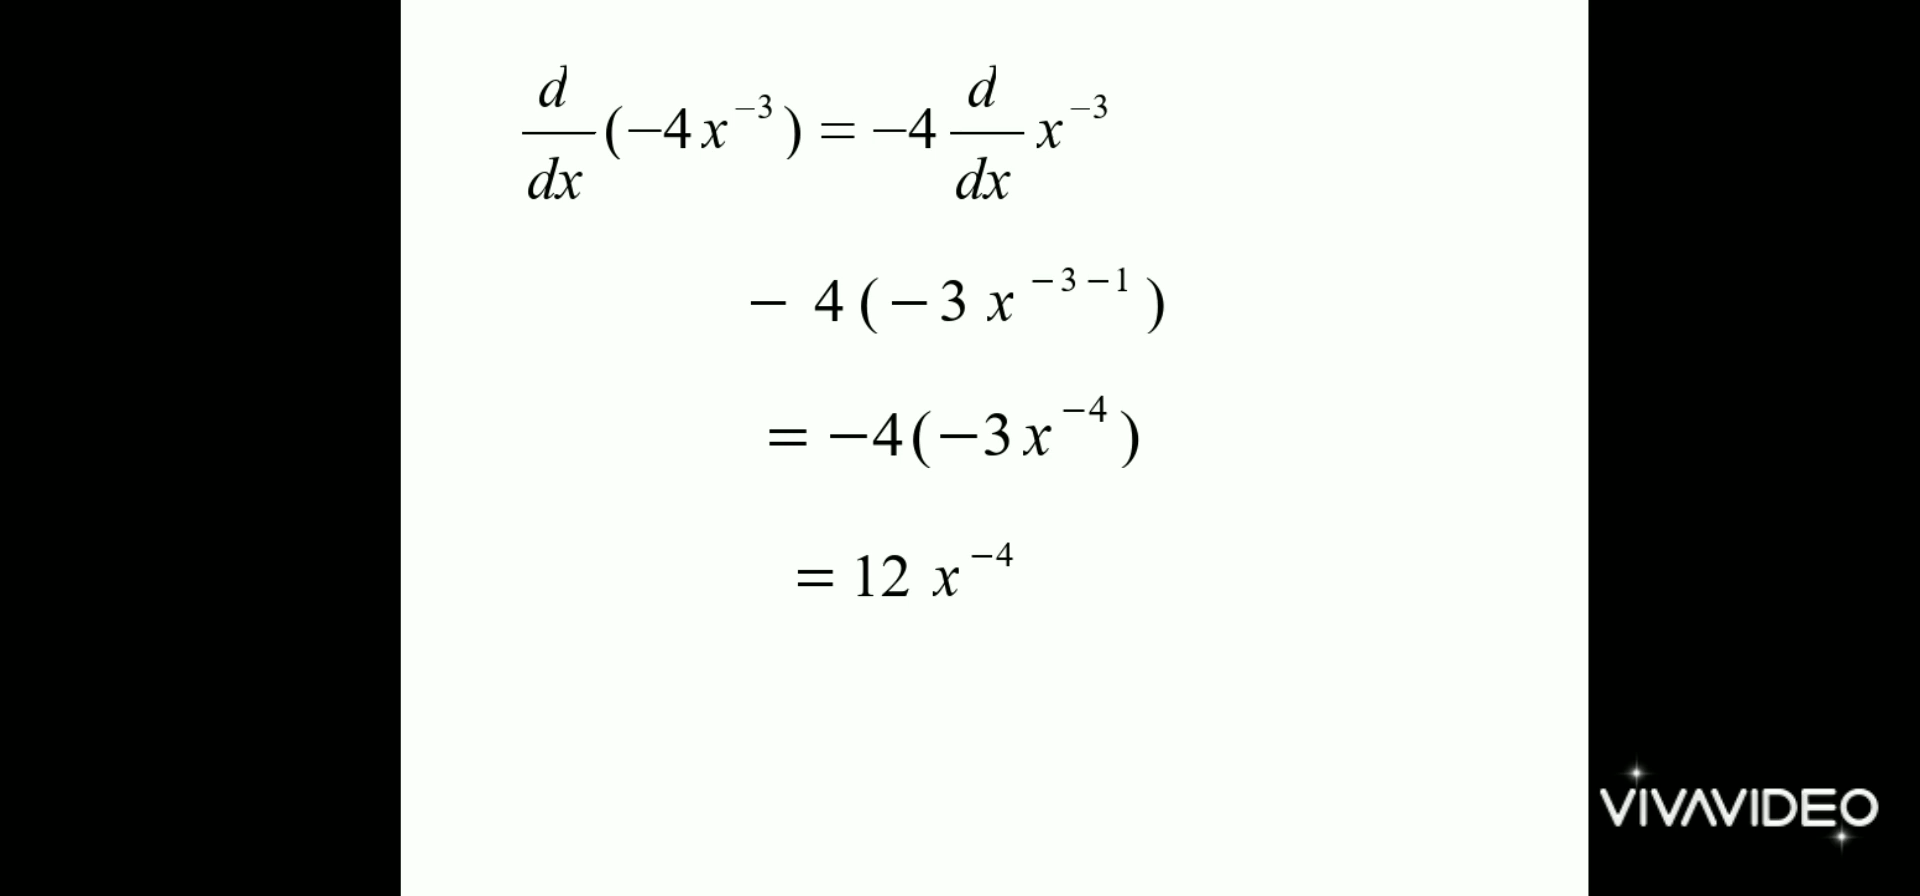 d/dx (−4x⁻³) = −4 d/dx x⁻³
− 4 (−3 x⁻³⁻¹)
= −4(−3x⁻⁴)
= 12 x⁻⁴
VIVAVIDEO